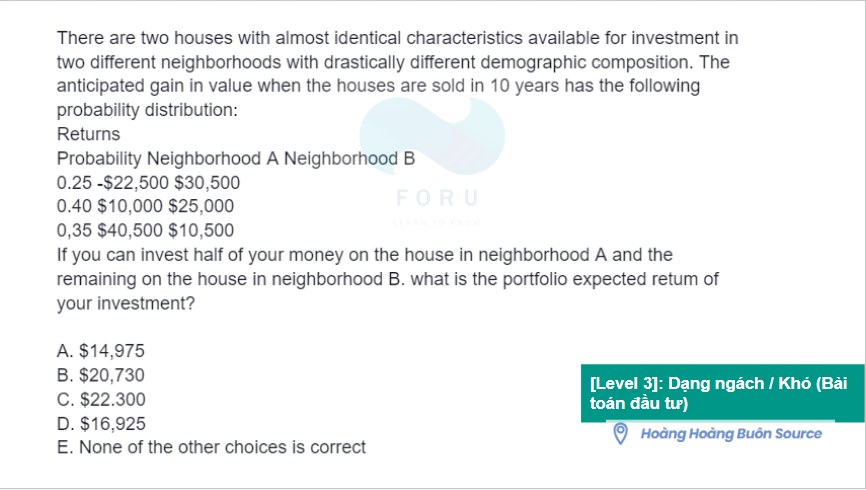 There are two houses with almost identical characteristics available for investment in
two different neighborhoods with drastically different demographic composition. The
anticipated gain in value when the houses are sold in 10 years has the following
probability distribution:
Returns
Probability Neighborhood A Neighborhood B
0.25 -$22,500 $30,500
0.40 $10,000 $25,000
0,35 $40,500 $10,500
FORU
If you can invest half of your money on the house in neighborhood A and the
remaining on the house in neighborhood B. what is the portfolio expected retum of
your investment?
A. $14,975
B. $20,730
C. $22.300
D. $16,925
E. None of the other choices is correct
[Level 3]: Dạng ngách / Khó (Bài
toán đầu tư)
Hoàng Hoàng Buôn Source